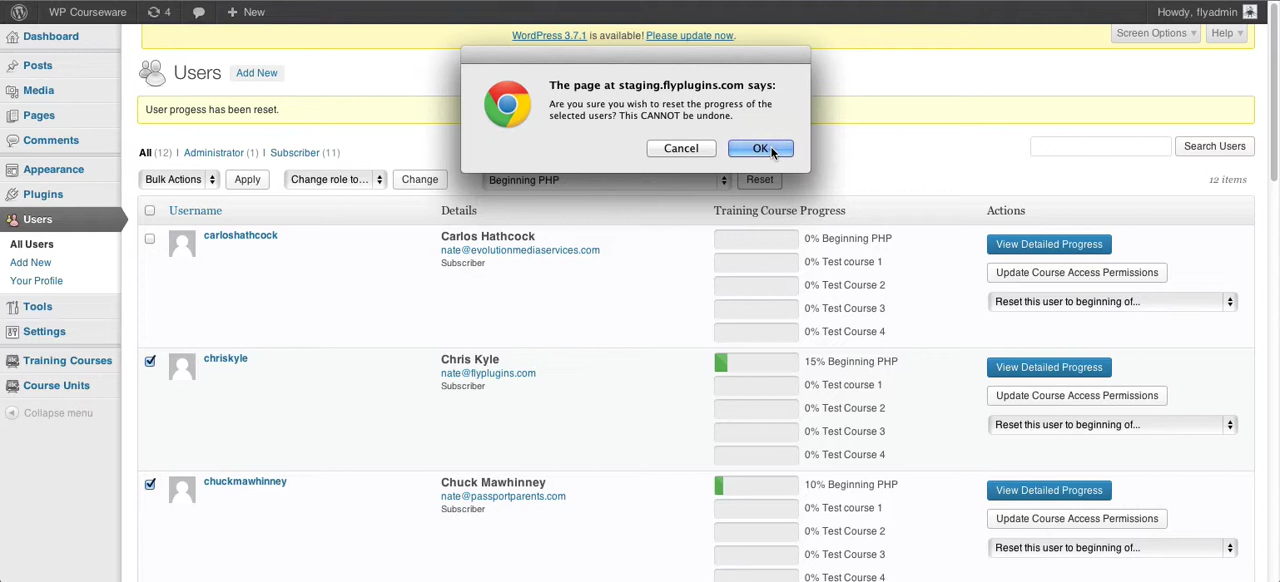 WP Courseware 4 New Howdy, flyadmin
WordPress 3.7.1 is available! Please update now.
Screen Options Help
Dashboard
Posts
Media
Pages
Comments
Appearance
Plugins
Users
All Users
Add New
Your Profile
Tools
Settings
Training Courses
Course Units
Collapse menu
Users Add New
User progess has been reset.
The page at staging.flyplugins.com says:
Are you sure you wish to reset the progress of the
selected users? This CANNOT be undone.
Cancel OK
All (12) | Administrator (1) | Subscriber (11)
Search Users
Bulk Actions Apply Change role to... Change Beginning PHP Reset 12 items
Username Details Training Course Progress Actions
carloshathcock Carlos Hathcock
nate@evolutionmediaservices.com
Subscriber
0% Beginning PHP
0% Test course 1
0% Test Course 2
0% Test Course 3
0% Test Course 4
View Detailed Progress
Update Course Access Permissions
Reset this user to beginning of...
chriskyle Chris Kyle
nate@flyplugins.com
Subscriber
15% Beginning PHP
0% Test course 1
0% Test Course 2
0% Test Course 3
0% Test Course 4
View Detailed Progress
Update Course Access Permissions
Reset this user to beginning of...
chuckmawhinney Chuck Mawhinney
nate@passportparents.com
Subscriber
10% Beginning PHP
0% Test course 1
0% Test Course 2
0% Test Course 3
0% Test Course 4
View Detailed Progress
Update Course Access Permissions
Reset this user to beginning of...